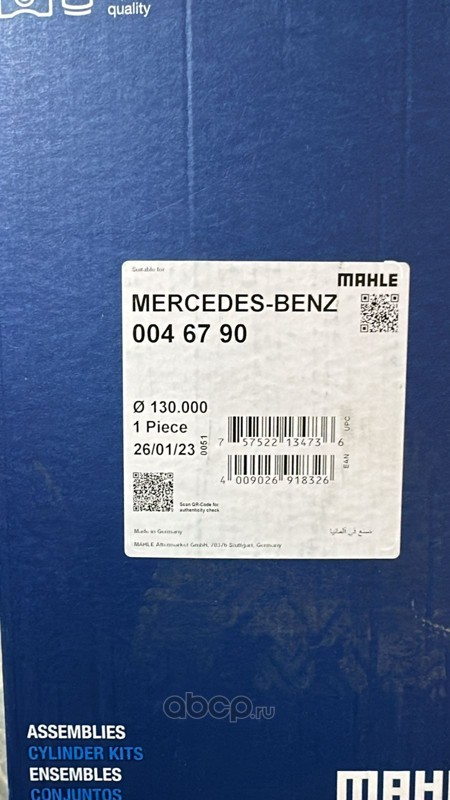 quality
Suitable for
MAHLE
MERCEDES-BENZ
004 67 90
Ø 130.000
1 Piece
26/01/23
0051
7 57522 13473 6
UPC
4 009026 918326
EAN
Scan QR-Code for
authenticity check
Made in Germany
صنع في ألمانيا
MAHLE Aftermarket GmbH, 70376 Stuttgart, Germany
abcp.ru
ASSEMBLIES
CYLINDER KITS
ENSEMBLES
CONJUNTOS
MAHL